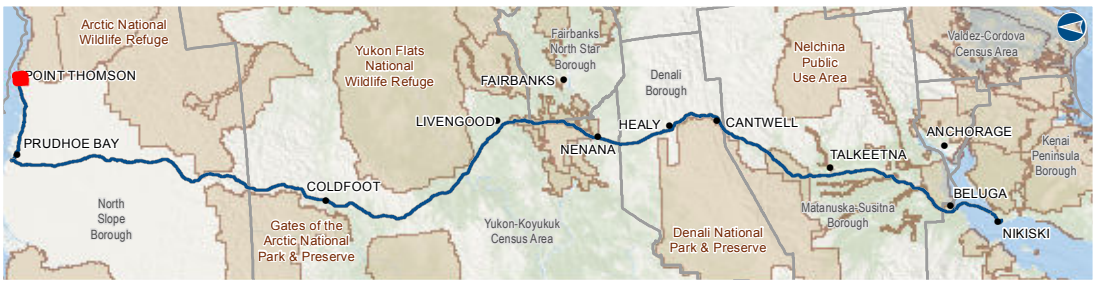 Arctic National
Wildlife Refuge
POINT THOMSON
PRUDHOE BAY
North
Slope
Borough
COLDFOOT
Gates of the
Arctic National
Park & Preserve
Yukon Flats
National
Wildlife Refuge
LIVENGOOD
Yukon-Koyukuk
Census Area
Fairbanks
North Star
Borough
FAIRBANKS
NENANA
Denali
Borough
HEALY
CANTWELL
Denali National
Park & Preserve
Nelchina
Public
Use Area
TALKEETNA
Matanuska-Susitna
Borough
Valdez-Cordova
Census Area
ANCHORAGE
Kenai
Peninsula
Borough
BELUGA
NIKISKI